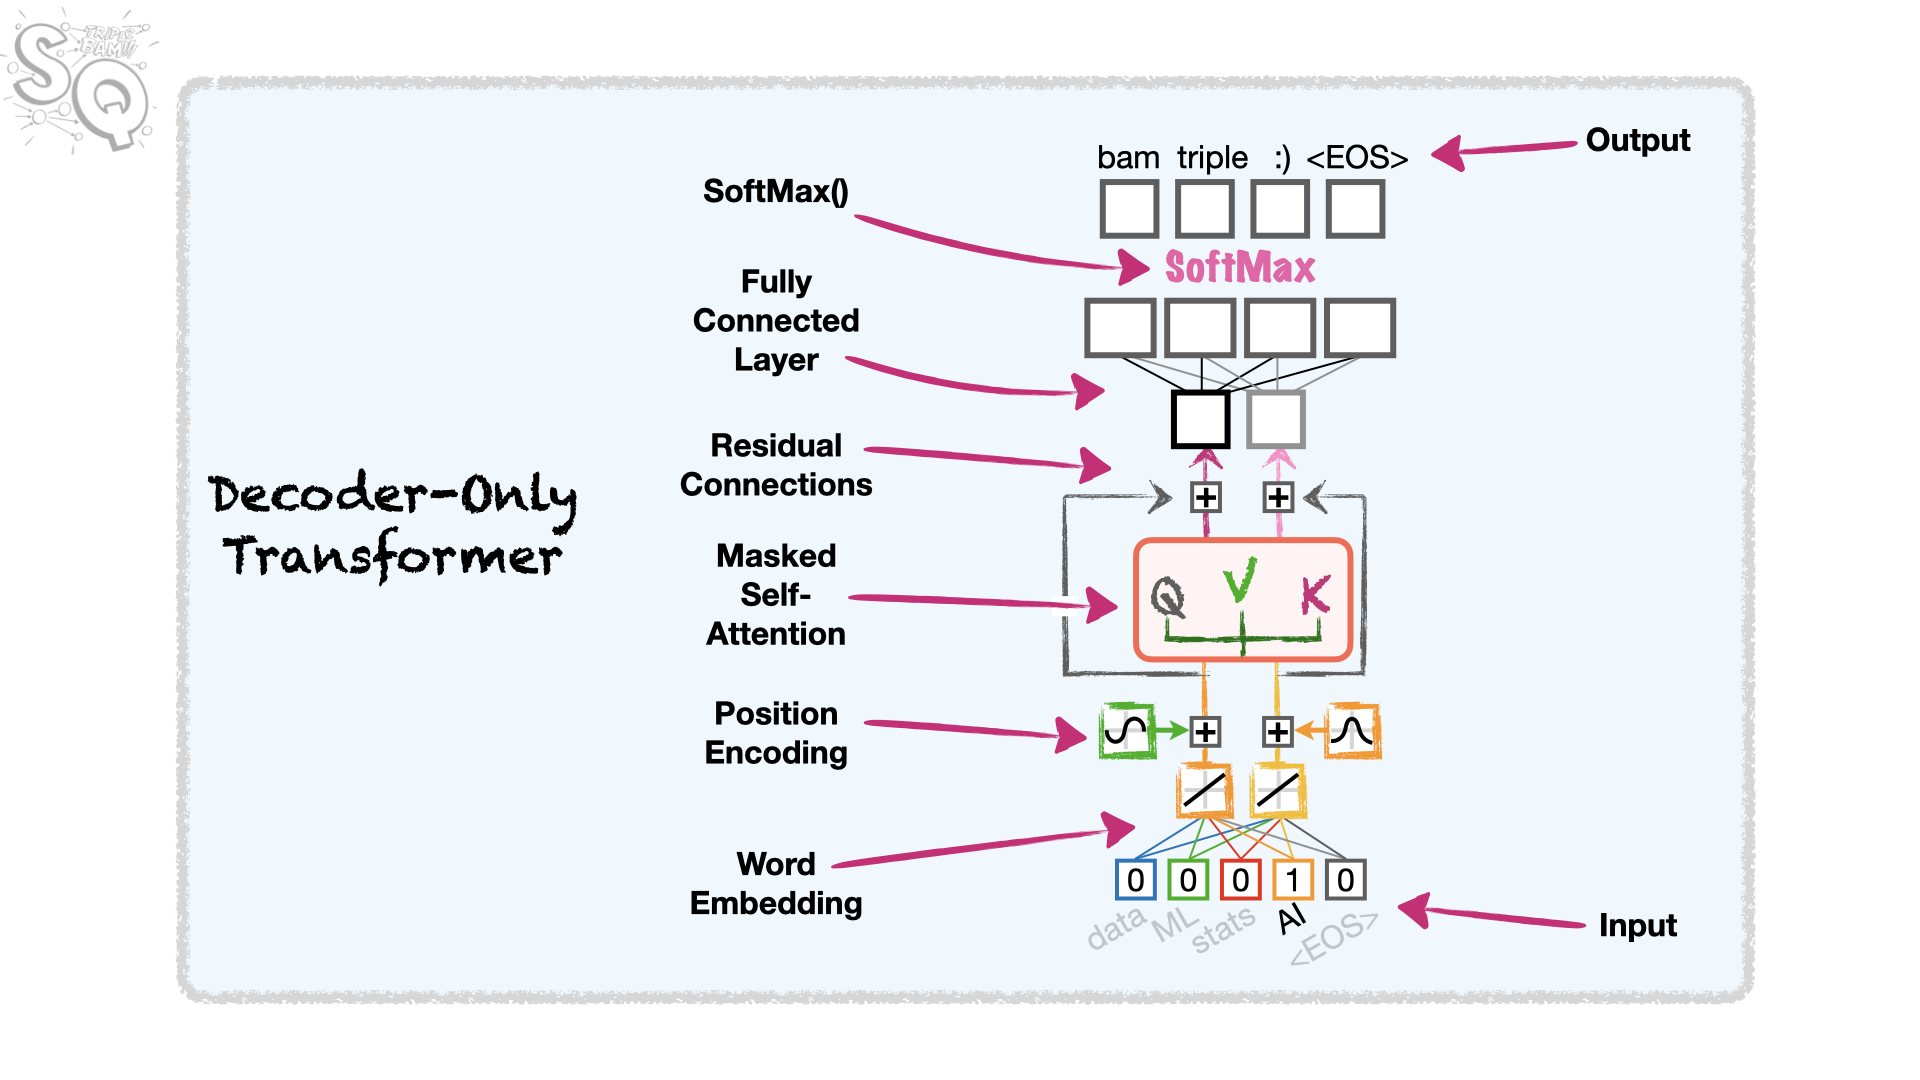 SQ
TRIPLE
BAM!!!
Output
bam triple :) <EOS>
SoftMax()
SoftMax
Fully
Connected
Layer
Residual
Connections
+ +
Decoder-Only
Transformer
Masked
Self-
Attention
Q V K
Position
Encoding
+ +
Word
Embedding
0 0 0 1 0
data ML stats AI <EOS>
Input